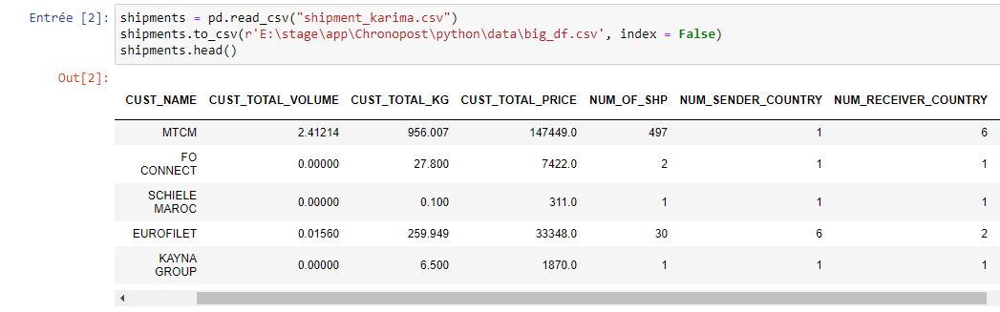 Entrée [2]: shipments = pd.read_csv("shipment_karima.csv")
shipments.to_csv(r'E:\stage\app\Chronopost\python\data\big_df.csv', index = False)
shipments.head()
Out[2]:
CUST_NAME CUST_TOTAL_VOLUME CUST_TOTAL_KG CUST_TOTAL_PRICE NUM_OF_SHP NUM_SENDER_COUNTRY NUM_RECEIVER_COUNTRY
MTCM 2.41214 956.007 147449.0 497 1 6
FO
CONNECT 0.00000 27.800 7422.0 2 1 1
SCHIELE
MAROC 0.00000 0.100 311.0 1 1 1
EUROFILET 0.01560 259.949 33348.0 30 6 2
KAYNA
GROUP 0.00000 6.500 1870.0 1 1 1